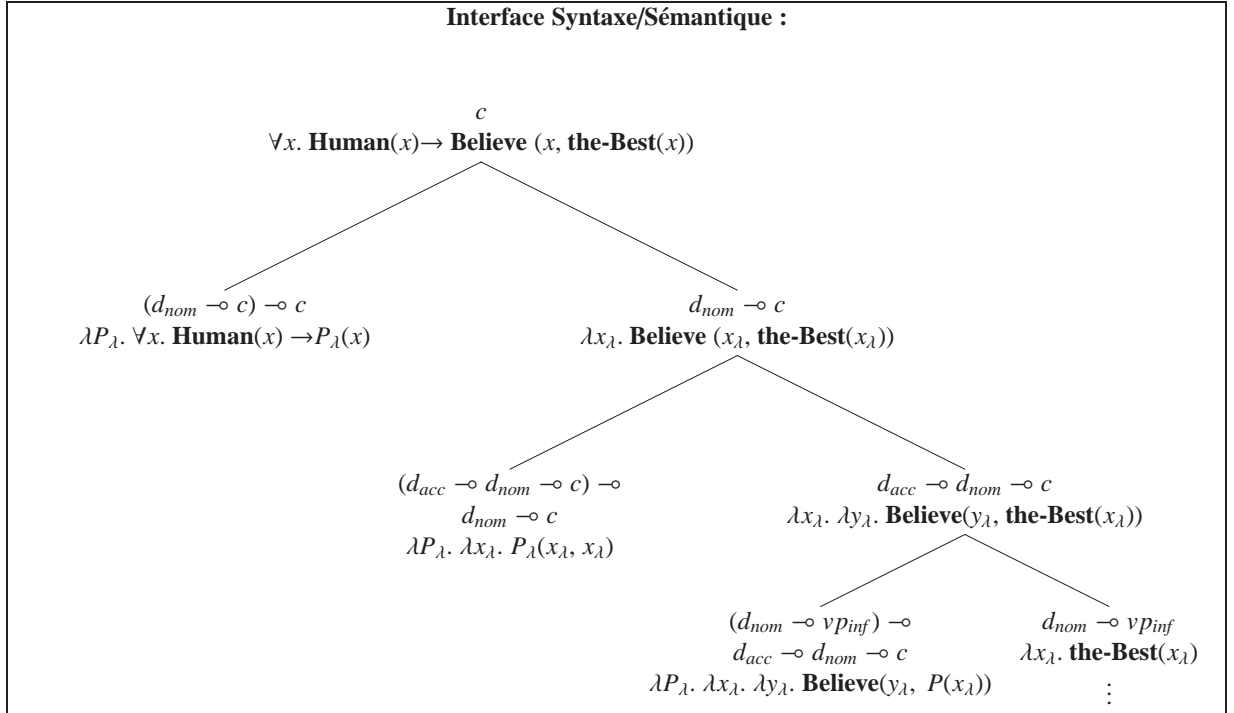 Interface Syntaxe/Sémantique :
c
∀x. Human(x)→ Believe (x, the-Best(x))
(d_nom ⊸ c) ⊸ c
λP_λ. ∀x. Human(x) →P_λ(x)
d_nom ⊸ c
λx_λ. Believe (x_λ, the-Best(x_λ))
(d_acc ⊸ d_nom ⊸ c) ⊸
d_nom ⊸ c
λP_λ. λx_λ. P_λ(x_λ, x_λ)
d_acc ⊸ d_nom ⊸ c
λx_λ. λy_λ. Believe(y_λ, the-Best(x_λ))
(d_nom ⊸ vp_inf) ⊸
d_acc ⊸ d_nom ⊸ c
λP_λ. λx_λ. λy_λ. Believe(y_λ, P(x_λ))
d_nom ⊸ vp_inf
λx_λ. the-Best(x_λ)
⋮